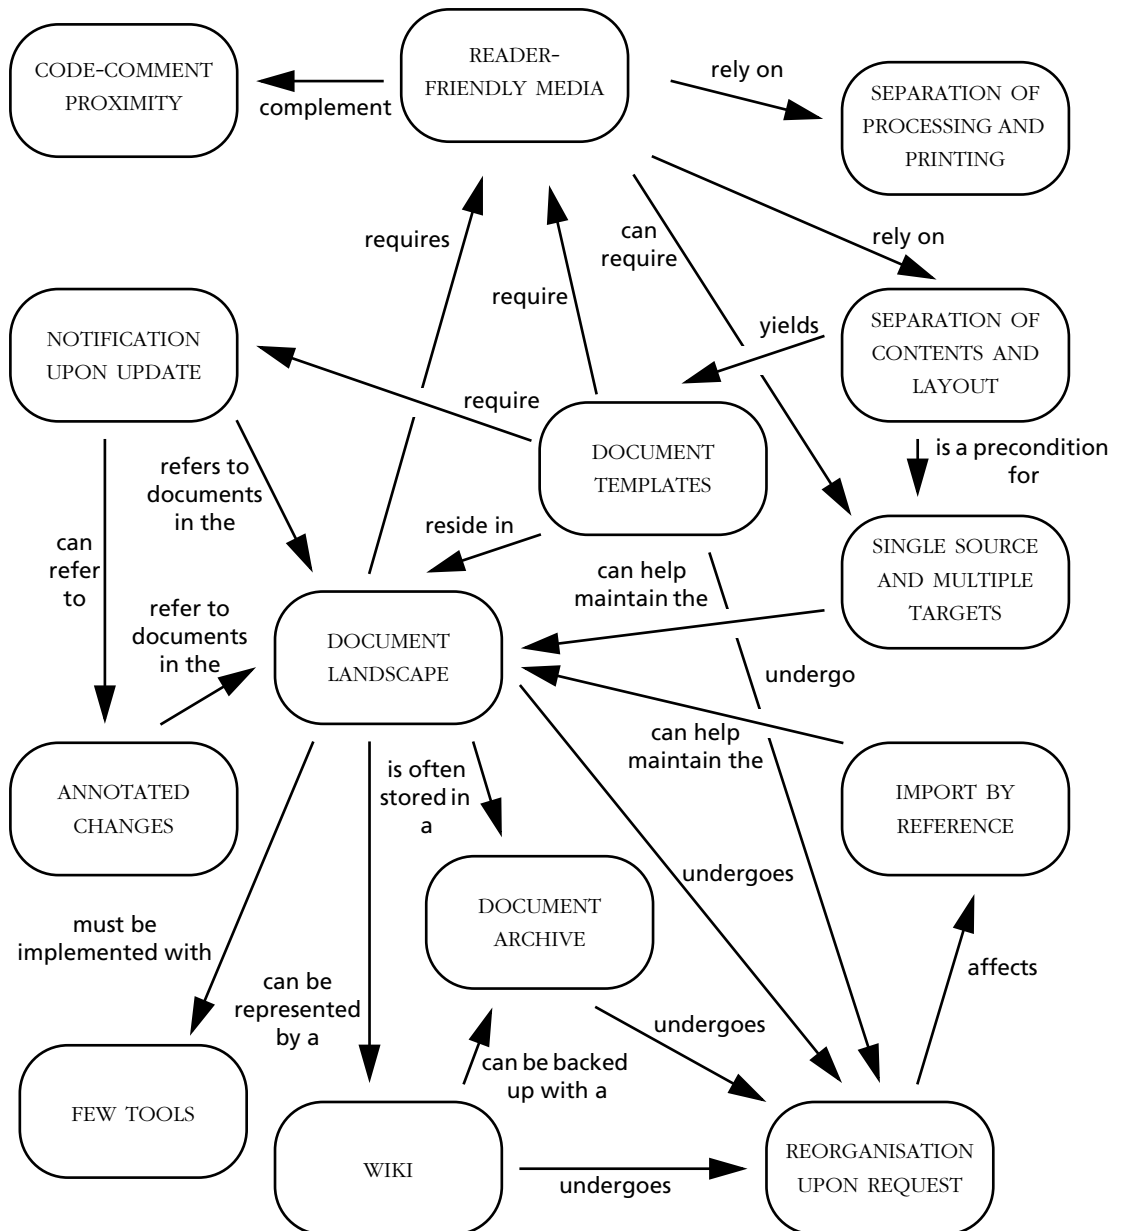 CODE-COMMENT
PROXIMITY
complement
READER-
FRIENDLY MEDIA
rely on
SEPARATION OF
PROCESSING AND
PRINTING
requires
require
can
require
rely on
NOTIFICATION
UPON UPDATE
yields
SEPARATION OF
CONTENTS AND
LAYOUT
require
DOCUMENT
TEMPLATES
is a precondition
for
refers to
documents
in the
reside in
can
refer
to
can help
maintain the
SINGLE SOURCE
AND MULTIPLE
TARGETS
refer to
documents
in the
DOCUMENT
LANDSCAPE
undergo
can help
maintain the
ANNOTATED
CHANGES
is often
stored in
a
IMPORT BY
REFERENCE
undergoes
DOCUMENT
ARCHIVE
must be
implemented with
can be
represented
by a
affects
undergoes
can be backed
up with a
FEW TOOLS
WIKI
undergoes
REORGANISATION
UPON REQUEST